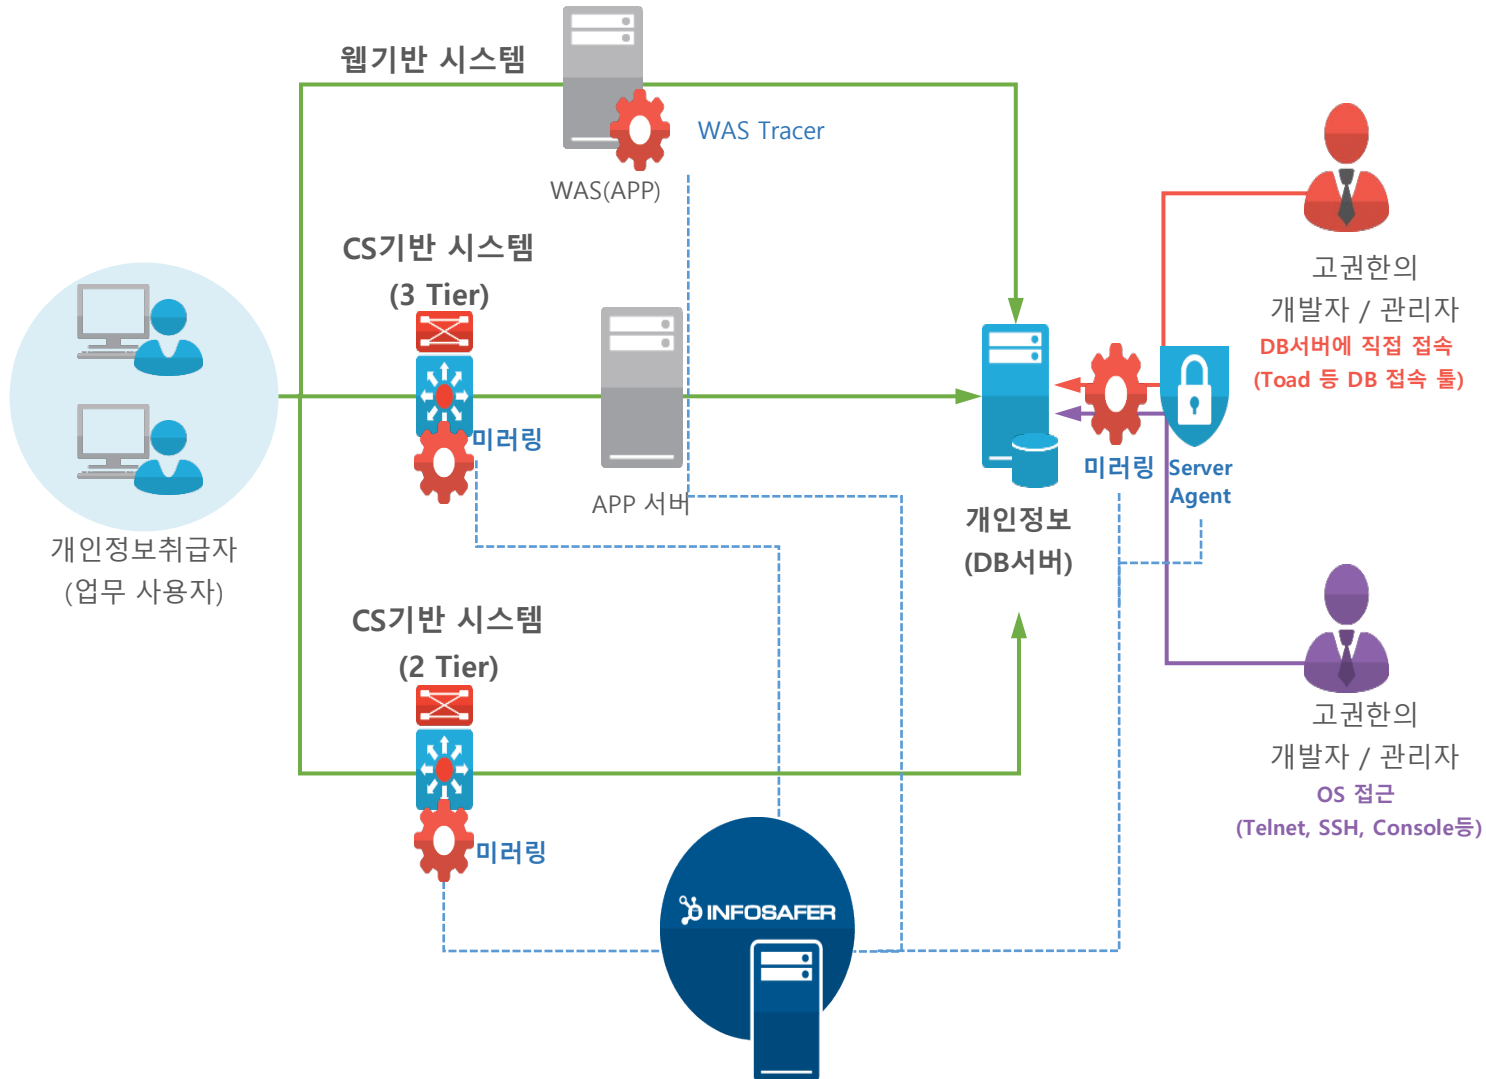 웹기반 시스템
WAS Tracer
WAS(APP)
CS기반 시스템
(3 Tier)
미러링
APP 서버
개인정보취급자
(업무 사용자)
CS기반 시스템
(2 Tier)
미러링
INFOSAFER
개인정보
(DB서버)
미러링
Server
Agent
고권한의
개발자 / 관리자
DB서버에 직접 접속
(Toad 등 DB 접속 툴)
고권한의
개발자 / 관리자
OS 접근
(Telnet, SSH, Console등)